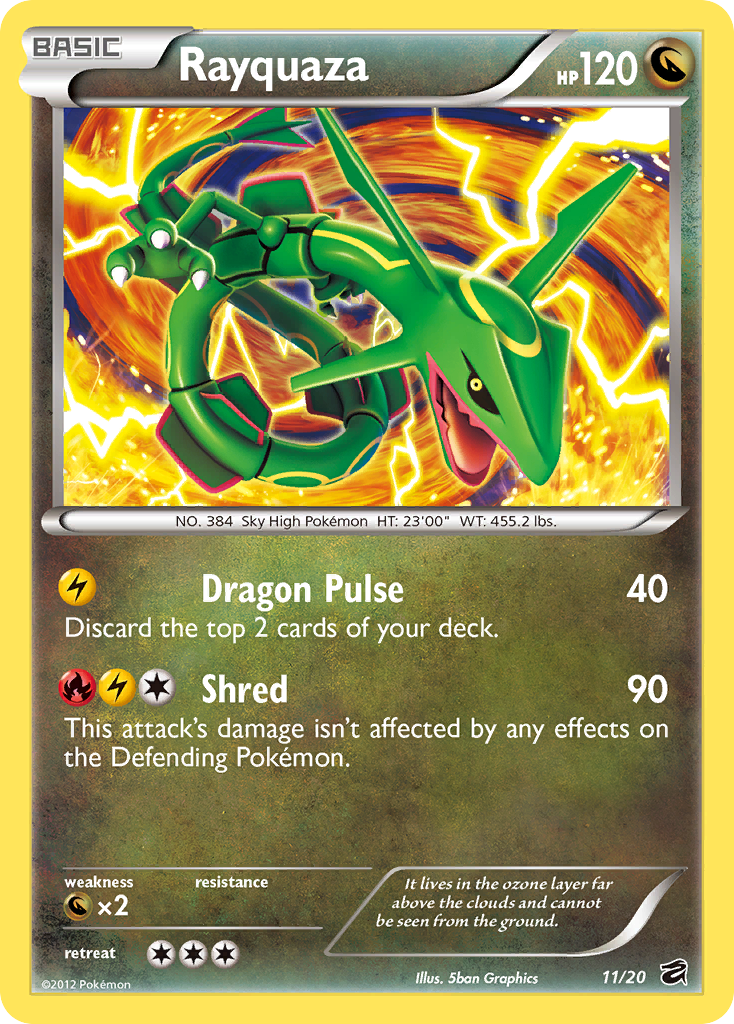 BASIC
Rayquaza
HP120
NO. 384 Sky High Pokémon HT: 23'00" WT: 455.2 lbs.
Dragon Pulse 40
Discard the top 2 cards of your deck.
Shred 90
This attack's damage isn't affected by any effects on
the Defending Pokémon.
weakness resistance
×2
retreat
It lives in the ozone layer far
above the clouds and cannot
be seen from the ground.
©2012 Pokémon
Illus. 5ban Graphics
11/20